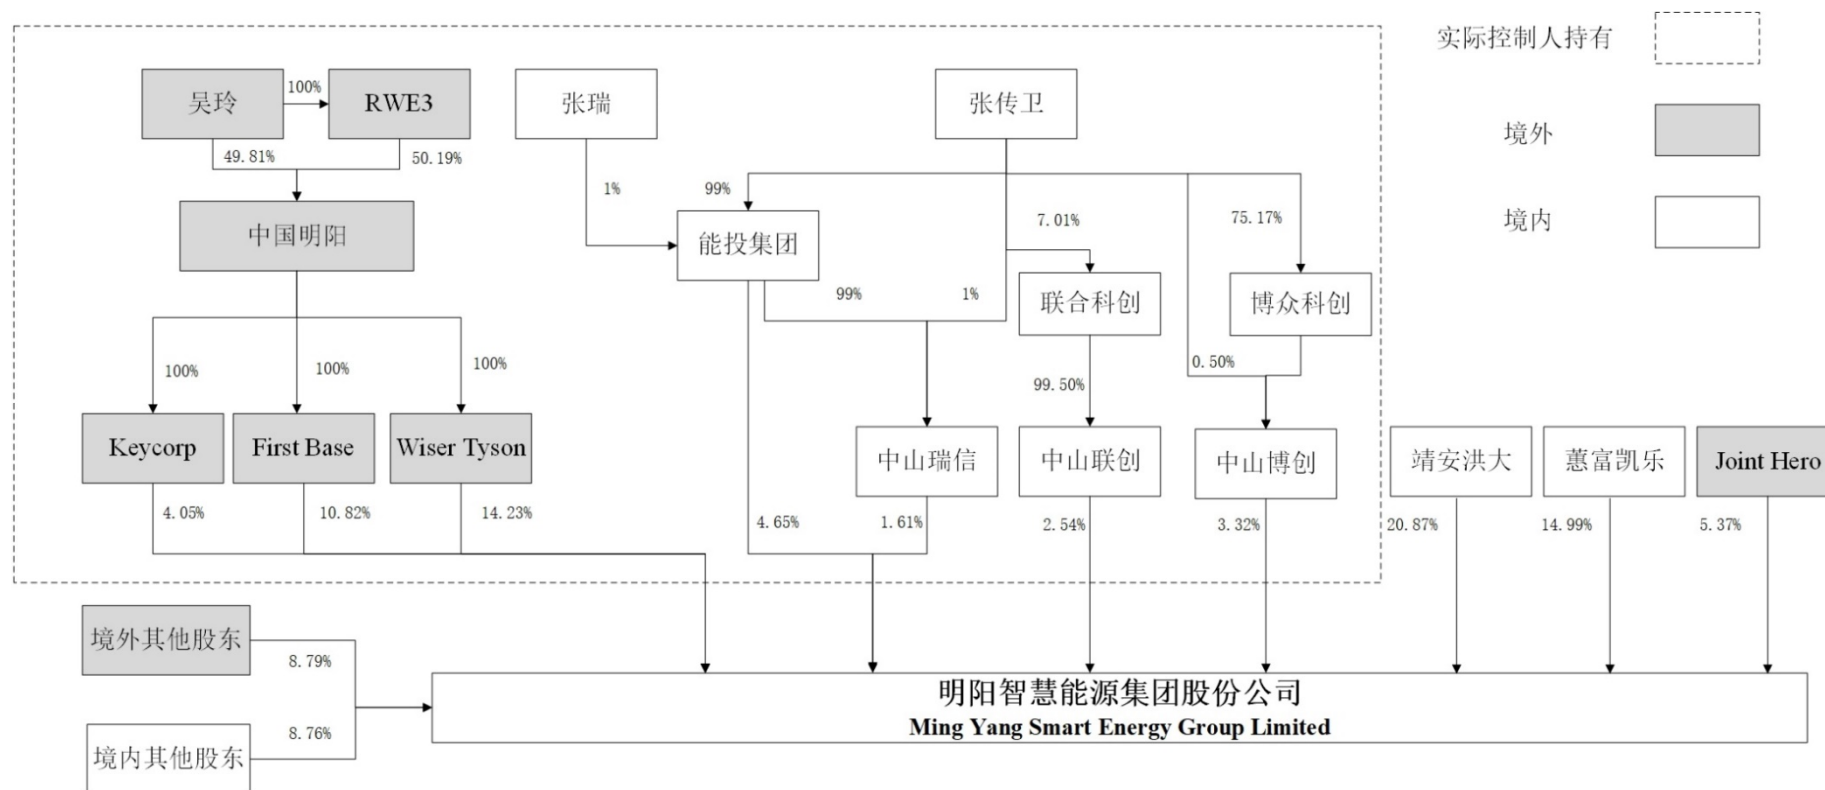 实际控制人持有
境外
境内
吴玲
100%
RWE3
张瑞
张传卫
49.81%
50.19%
1%
99%
7.01%
75.17%
中国明阳
能投集团
99%
1%
联合科创
博众科创
100%
100%
100%
99.50%
0.50%
Keycorp
First Base
Wiser Tyson
中山瑞信
中山联创
中山博创
靖安洪大
蕙富凯乐
Joint Hero
4.05%
10.82%
14.23%
4.65%
1.61%
2.54%
3.32%
20.87%
14.99%
5.37%
境外其他股东
8.79%
8.76%
境内其他股东
明阳智慧能源集团股份公司
Ming Yang Smart Energy Group Limited